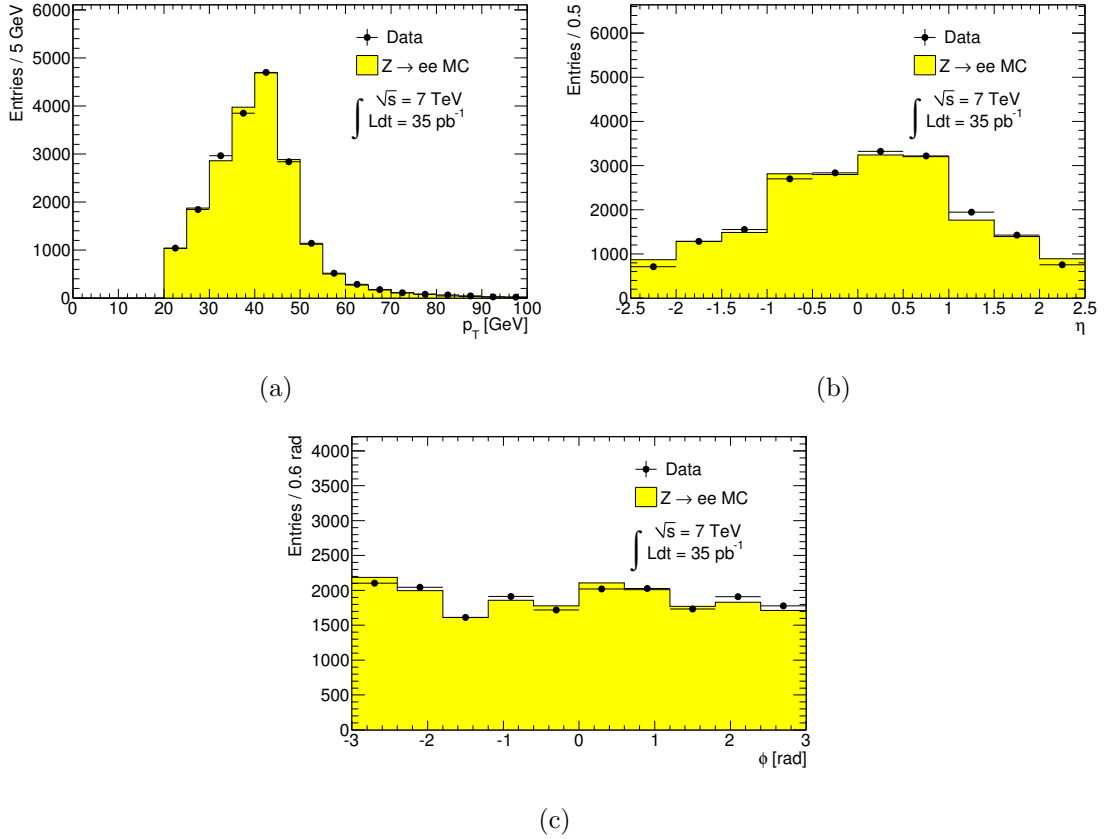 Entries / 5 GeV
6000
5000
4000
3000
2000
1000
0
0 10 20 30 40 50 60 70 80 90 100
p_T [GeV]
Data
Z → ee MC
∫ √s = 7 TeV
Ldt = 35 pb⁻¹
(a)
Entries / 0.5
6000
5000
4000
3000
2000
1000
0
-2.5 -2 -1.5 -1 -0.5 0 0.5 1 1.5 2 2.5
η
Data
Z → ee MC
∫ √s = 7 TeV
Ldt = 35 pb⁻¹
(b)
Entries / 0.6 rad
4000
3500
3000
2500
2000
1500
1000
500
0
-3 -2 -1 0 1 2 3
ϕ [rad]
Data
Z → ee MC
∫ √s = 7 TeV
Ldt = 35 pb⁻¹
(c)